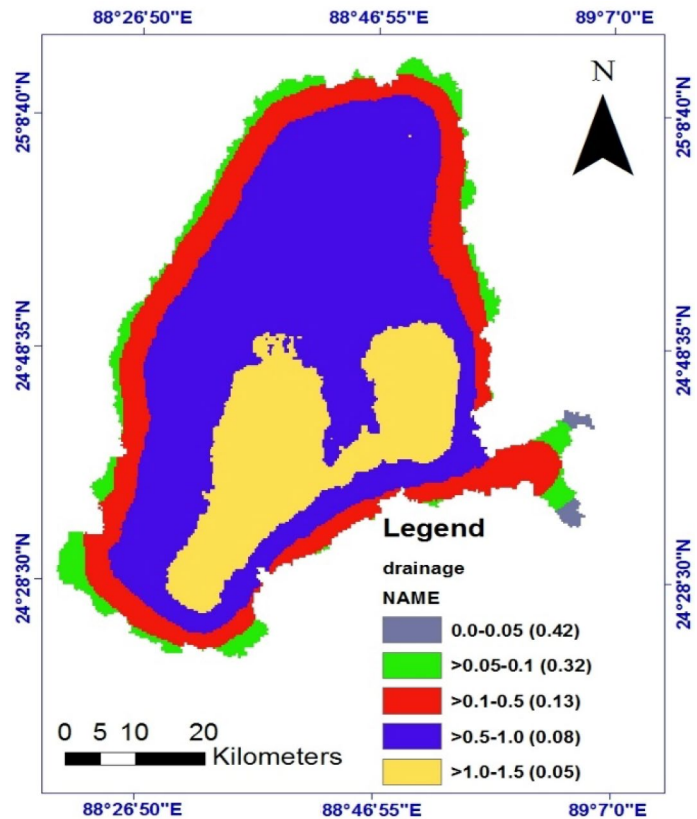 88°26'50"E 88°46'55"E 89°7'0"E
N
25°8'40"N 25°8'40"N
24°48'35"N 24°48'35"N
24°28'30"N 24°28'30"N
Legend
drainage
NAME
0.0-0.05 (0.42)
>0.05-0.1 (0.32)
>0.1-0.5 (0.13)
>0.5-1.0 (0.08)
>1.0-1.5 (0.05)
0 5 10 20
Kilometers
88°26'50"E 88°46'55"E 89°7'0"E